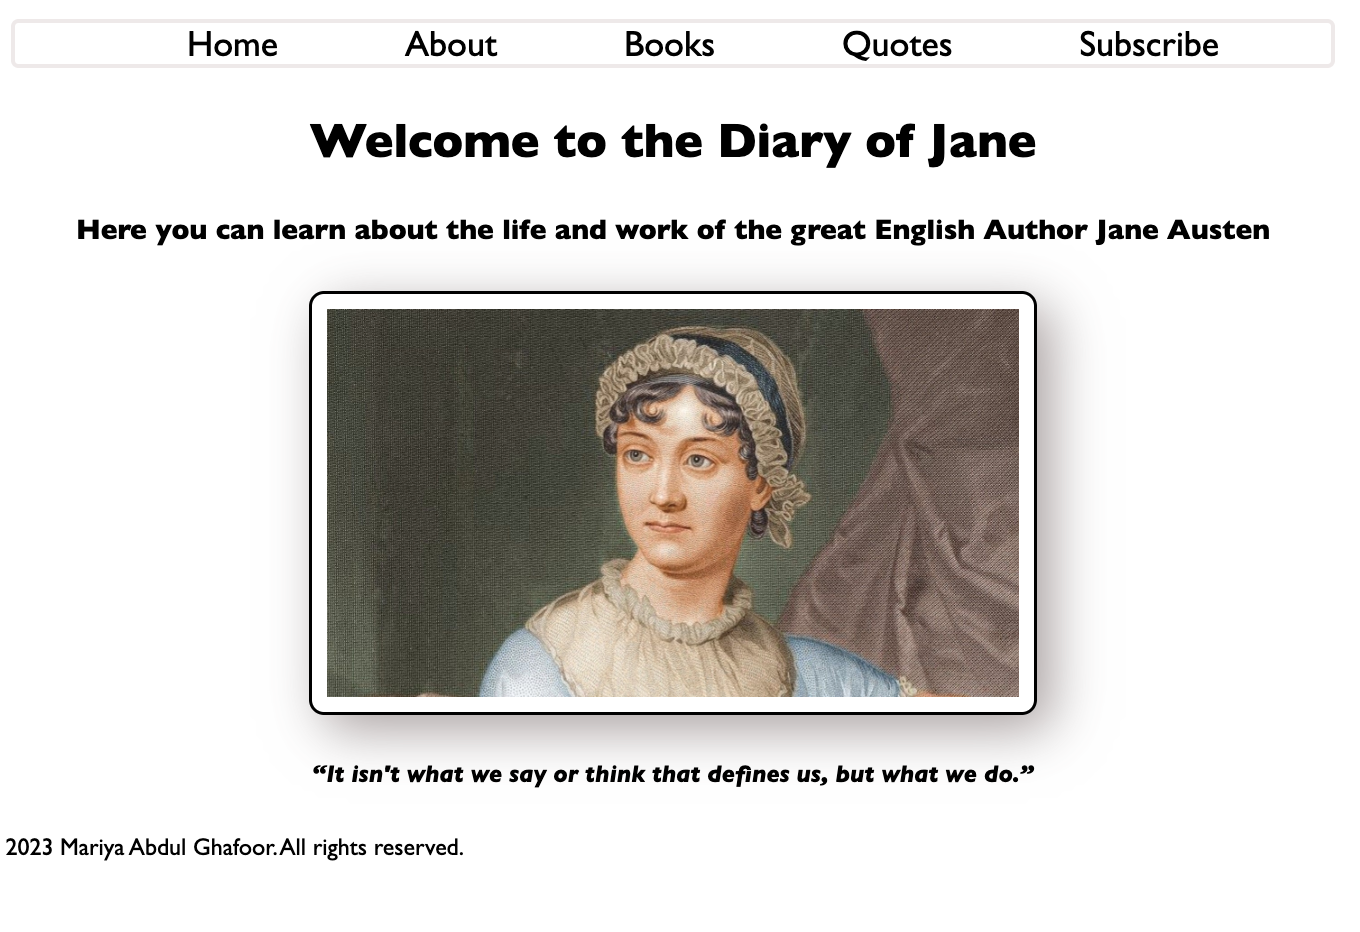 Home About Books Quotes Subscribe
Welcome to the Diary of Jane
Here you can learn about the life and work of the great English Author Jane Austen
“It isn't what we say or think that defines us, but what we do.”
2023 Mariya Abdul Ghafoor. All rights reserved.